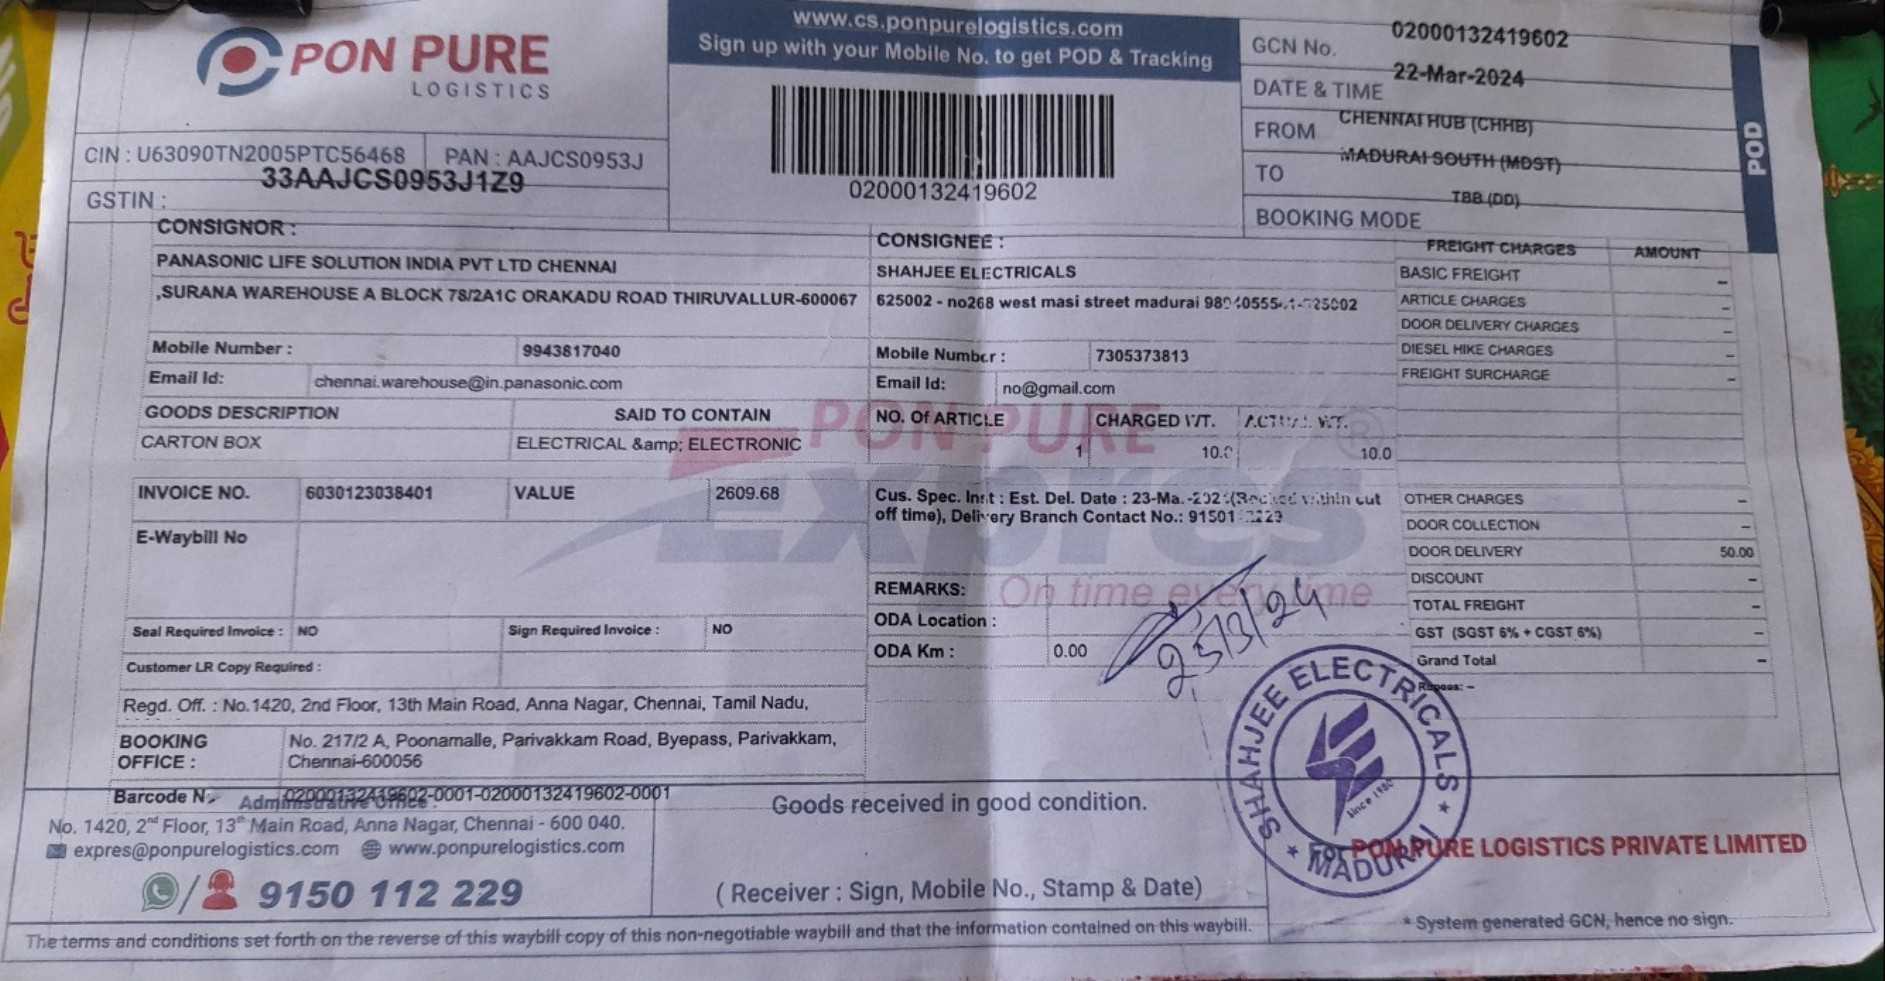 PON PURE
LOGISTICS
CIN : U63090TN2005PTC56468 PAN : AAJCS0953J
GSTIN : 33AAJCS0953J1Z9
www.cs.ponpurelogistics.com
Sign up with your Mobile No. to get POD & Tracking
02000132419602
GCN No. 02000132419602
DATE & TIME 22-Mar-2024
FROM CHENNAI HUB (CHHB)
TO MADURAI SOUTH (MDST)
BOOKING MODE TBB (DD)
POD
CONSIGNOR :
PANASONIC LIFE SOLUTION INDIA PVT LTD CHENNAI
,SURANA WAREHOUSE A BLOCK 78/2A1C ORAKADU ROAD THIRUVALLUR-600067
Mobile Number : 9943817040
Email Id: chennai.warehouse@in.panasonic.com
CONSIGNEE :
SHAHJEE ELECTRICALS
625002 - no268 west masi street madurai
Mobile Number : 7305373813
Email Id: no@gmail.com
GOODS DESCRIPTION SAID TO CONTAIN NO. Of ARTICLE CHARGED WT. ACTUAL WT.
CARTON BOX ELECTRICAL &amp; ELECTRONIC 1 10.0 10.0
INVOICE NO. 6030123038401 VALUE 2609.68
E-Waybill No
Seal Required Invoice : NO Sign Required Invoice : NO
Customer LR Copy Required :
Regd. Off. : No.1420, 2nd Floor, 13th Main Road, Anna Nagar, Chennai, Tamil Nadu,
BOOKING OFFICE : No. 217/2 A, Poonamalle, Parivakkam Road, Byepass, Parivakkam,
Chennai-600056
Barcode N 02000132419602-0001-02000132419602-0001
Cus. Spec. Inst : Est. Del. Date : within cut
off time), Delivery Branch Contact No.:
REMARKS:
ODA Location :
ODA Km : 0.00
PON PURE
Expres
On time every time
25/3/24
FREIGHT CHARGES AMOUNT
BASIC FREIGHT –
ARTICLE CHARGES –
DOOR DELIVERY CHARGES –
DIESEL HIKE CHARGES –
FREIGHT SURCHARGE –
OTHER CHARGES –
DOOR COLLECTION –
DOOR DELIVERY 50.00
DISCOUNT –
TOTAL FREIGHT –
GST (SGST 6% + CGST 6%) –
Grand Total –
Rupees: –
SHAHJEE ELECTRICALS
Since 1980
* MADURAI *
Administrative Office :
No. 1420, 2nd Floor, 13th Main Road, Anna Nagar, Chennai - 600 040.
expres@ponpurelogistics.com www.ponpurelogistics.com
/ 9150 112 229
Goods received in good condition.
( Receiver : Sign, Mobile No., Stamp & Date)
For PON PURE LOGISTICS PRIVATE LIMITED
* System generated GCN, hence no sign.
The terms and conditions set forth on the reverse of this waybill copy of this non-negotiable waybill and that the information contained on this waybill.